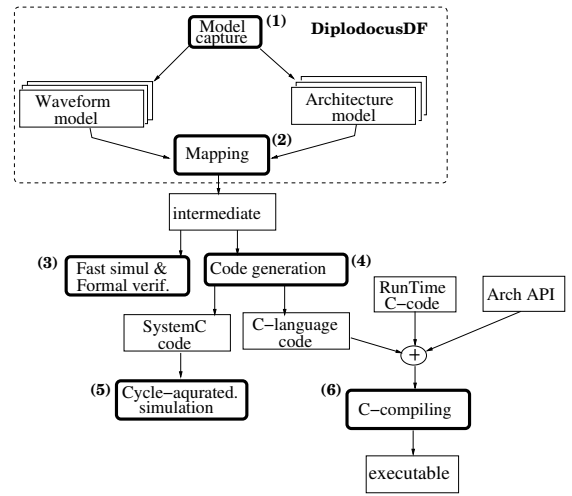 (1)
DiplodocusDF
Model
capture
Waveform
model
Architecture
model
(2)
Mapping
intermediate
(3)
Fast simul &
Formal verif.
(4)
Code generation
RunTime
C-code
Arch API
SystemC
code
C-language
code
+
(5)
Cycle-aqurated.
simulation
(6)
C-compiling
executable